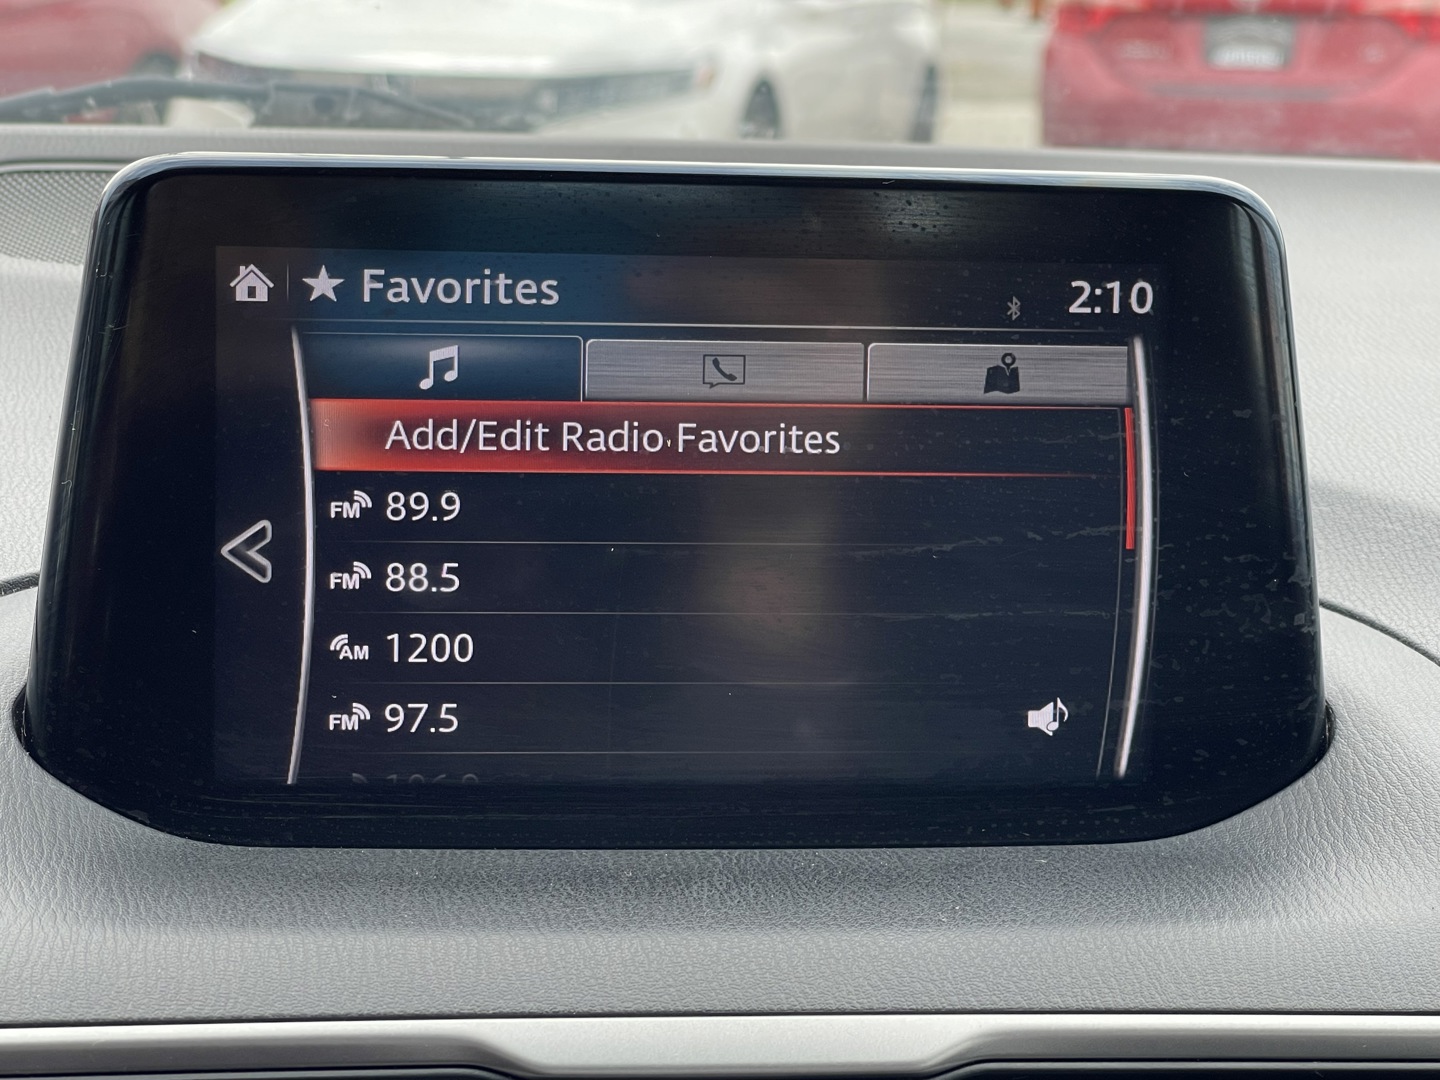 Favorites
2:10
Add/Edit Radio Favorites
FM 89.9
FM 88.5
AM 1200
FM 97.5